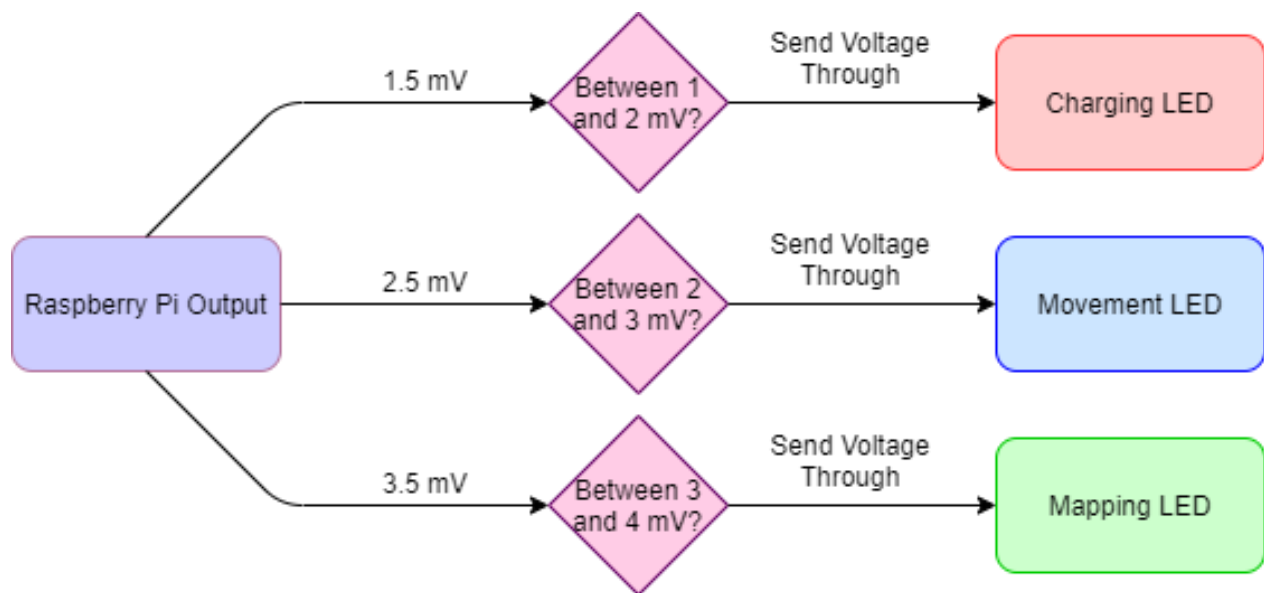 Send Voltage
Through
1.5 mV
Between 1
and 2 mV?
Charging LED
Send Voltage
Through
Raspberry Pi Output
2.5 mV
Between 2
and 3 mV?
Movement LED
Send Voltage
Through
3.5 mV
Between 3
and 4 mV?
Mapping LED